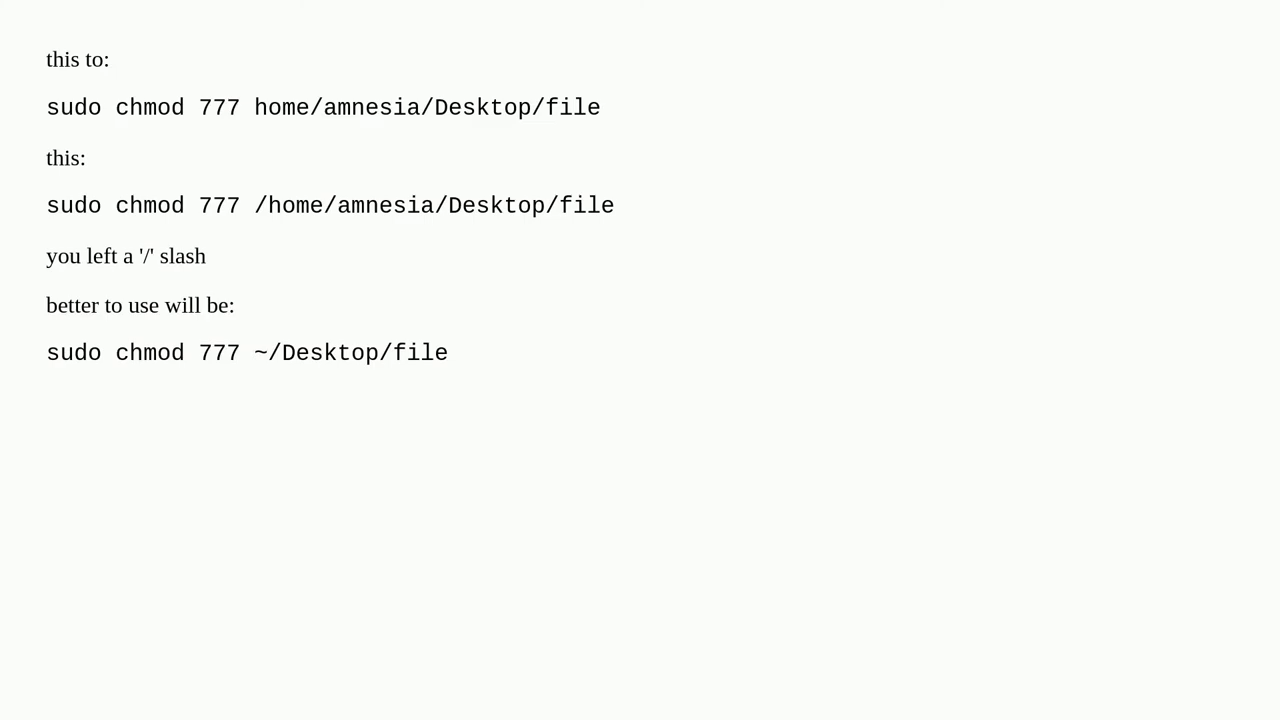 this to:
sudo chmod 777 home/amnesia/Desktop/file
this:
sudo chmod 777 /home/amnesia/Desktop/file
you left a '/' slash
better to use will be:
sudo chmod 777 ~/Desktop/file